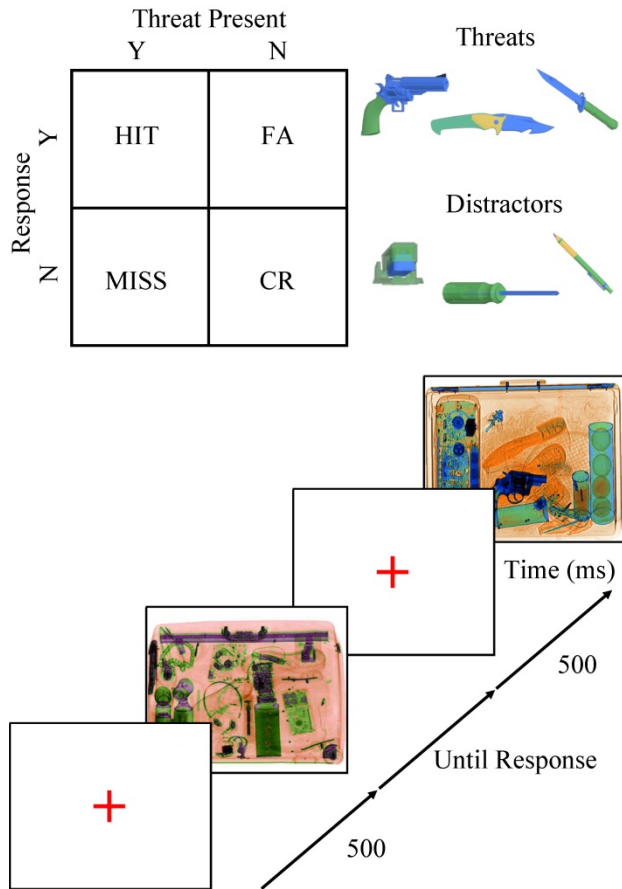 Threat Present
Y N
Response
Y
N
HIT FA
MISS CR
Threats
Distractors
Time (ms)
500
Until Response
500